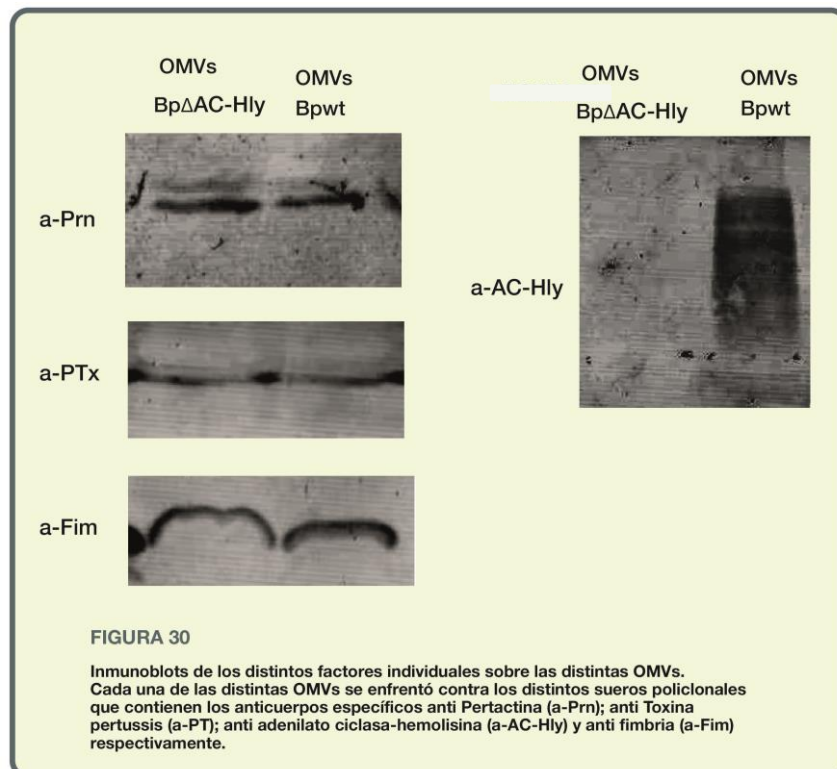 OMVs
BpΔAC-Hly
OMVs
Bpwt
a-Prn
a-PTx
a-Fim
OMVs
BpΔAC-Hly
OMVs
Bpwt
a-AC-Hly
FIGURA 30
Inmunoblots de los distintos factores individuales sobre las distintas OMVs.
Cada una de las distintas OMVs se enfrentó contra los distintos sueros policlonales
que contienen los anticuerpos específicos anti Pertactina (a-Prn); anti Toxina
pertussis (a-PT); anti adenilato ciclasa-hemolisina (a-AC-Hly) y anti fimbria (a-Fim)
respectivamente.